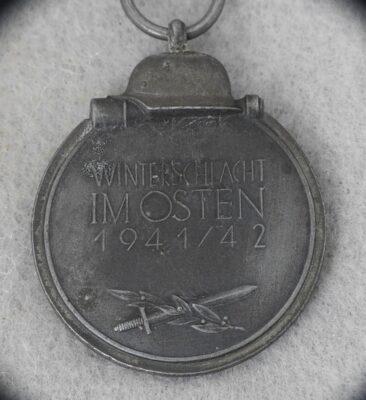 WINTERSCHLACHT
IM OSTEN
1941/42